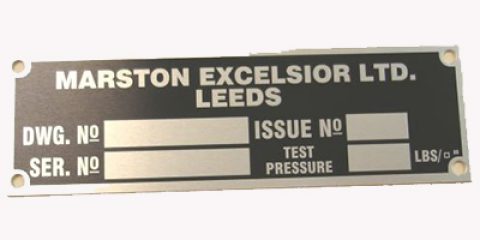 MARSTON EXCELSIOR LTD.
LEEDS
DWG. No ISSUE No
SER. No TEST PRESSURE LBS/□"